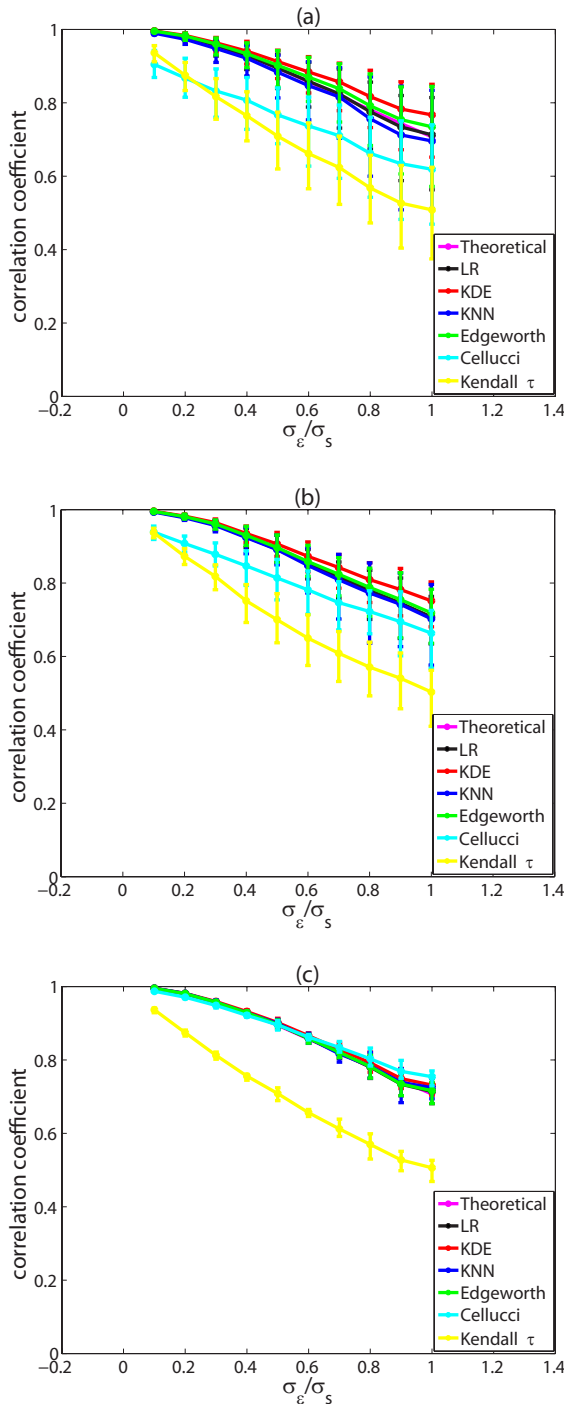 (a)
1
0.8
0.6
0.4
0.2
0
correlation coefficient
Theoretical
LR
KDE
KNN
Edgeworth
Cellucci
Kendall τ
−0.2 0 0.2 0.4 0.6 0.8 1 1.2 1.4
σε/σs
(b)
1
0.8
0.6
0.4
0.2
0
correlation coefficient
Theoretical
LR
KDE
KNN
Edgeworth
Cellucci
Kendall τ
−0.2 0 0.2 0.4 0.6 0.8 1 1.2 1.4
σε/σs
(c)
1
0.8
0.6
0.4
0.2
0
correlation coefficient
Theoretical
LR
KDE
KNN
Edgeworth
Cellucci
Kendall τ
−0.2 0 0.2 0.4 0.6 0.8 1 1.2 1.4
σε/σs